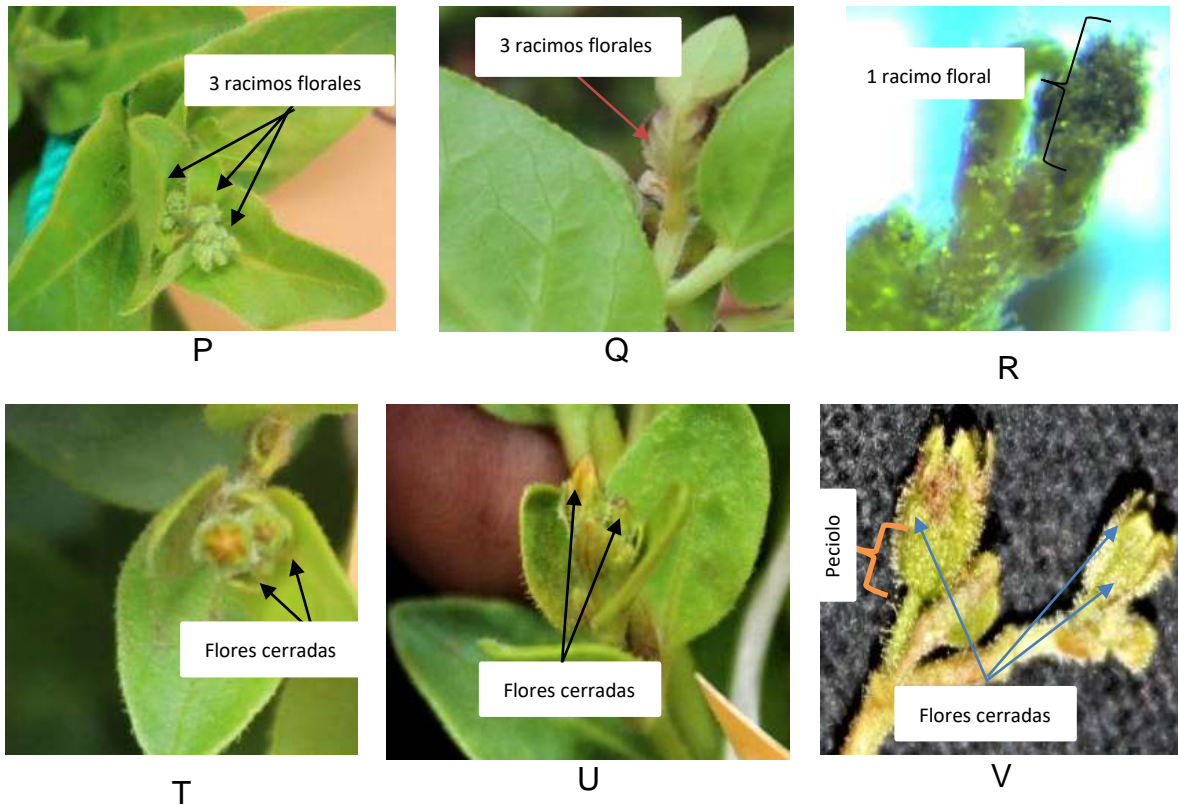 3 racimos florales
3 racimos florales
1 racimo floral
P
Q
R
Flores cerradas
Flores cerradas
Peciolo
Flores cerradas
T
U
V